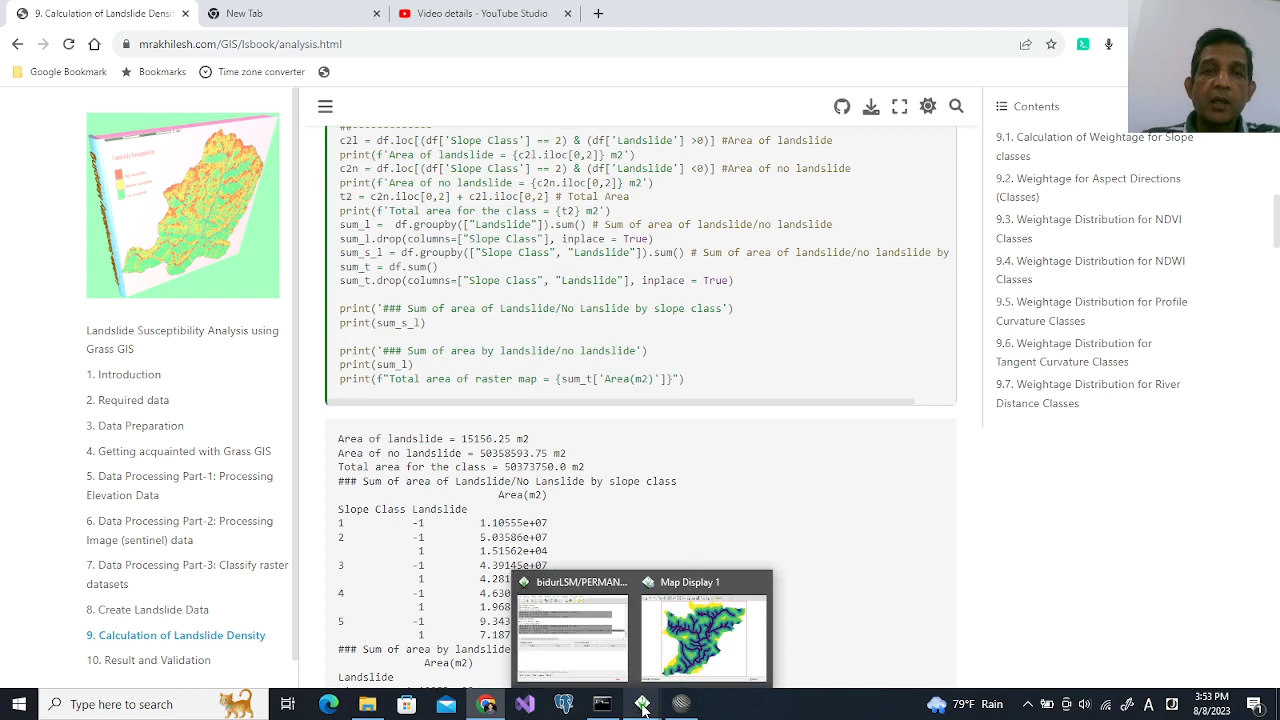 9. Calculation of Landslide Densit
New Tab
Video details - YouTube Studio
mrakhilesh.com/GIS/lsbook/analysis.html
Google Bookmark
Bookmarks
Time zone converter
Landslide Susceptibility Analysis using
Grass GIS
1. Introduction
2. Required data
3. Data Preparation
4. Getting acquainted with Grass GIS
5. Data Processing Part-1: Processing
Elevation Data
6. Data Processing Part-2: Processing
Image (sentinel) data
7. Data Processing Part-3: Classify raster
datasets
8. Create Landslide Data
9. Calculation of Landslide Density
10. Result and Validation
c2l = df.loc[(df['Slope Class'] == 2) & (df['Landslide'] >0)] #Area of landlside
print(f'Area of landslide = {c2l.iloc[0,2]} m2')
c2n = df.loc[(df['Slope Class'] == 2) & (df['Landslide'] <0)] #Area of no landlside
print(f'Area of no landslide = {c2n.iloc[0,2]} m2')
t2 = c2n.iloc[0,2] + c2l.iloc[0,2] # Total Area
print(f'Total area for the class = {t2} m2')
sum_l = df.groupby(["Landslide"]).sum() # Sum of area of landslide/no landslide
sum_l.drop(columns=["Slope Class"], inplace = True)
sum_s_l = df.groupby(["Slope Class", "Landslide"]).sum() # Sum of area of landslde/no landslide by
sum_t = df.sum()
sum_t.drop(columns=["Slope Class", "Landslide"], inplace = True)
print('### Sum of area of Landslide/No Lanslide by slope class')
print(sum_s_l)
print('### Sum of area by landslide/no landslide')
print(sum_l)
print(f"Total area of raster map = {sum_t['Area(m2)']}")
Area of landslide = 15156.25 m2
Area of no landslide = 50358593.75 m2
Total area for the class = 50373750.0 m2
### Sum of area of Landslide/No Lanslide by slope class
Area(m2)
Slope Class Landslide
1 -1 1.10555e+07
2 -1 5.03586e+07
1 1.51562e+04
3 -1 4.39145e+07
1 4.281
4 -1 4.630
1 1.968
5 -1 9.343
1 2.187
### Sum of area by landslide
Area(m2)
Landslide
Contents
9.1. Calculation of Weightage for Slope
classes
9.2. Weightage for Aspect Directions
(Classes)
9.3. Weightage Distribution for NDVI
Classes
9.4. Weightage Distribution for NDWI
Classes
9.5. Weightage Distribution for Profile
Curvature Classes
9.6. Weightage Distribution for
Tangent Curvature Classes
9.7. Weightage Distribution for River
Distance Classes
bidurLSM/PERMAN...
Map Display 1
Type here to search
79°F Rain
3:53 PM
8/8/2023